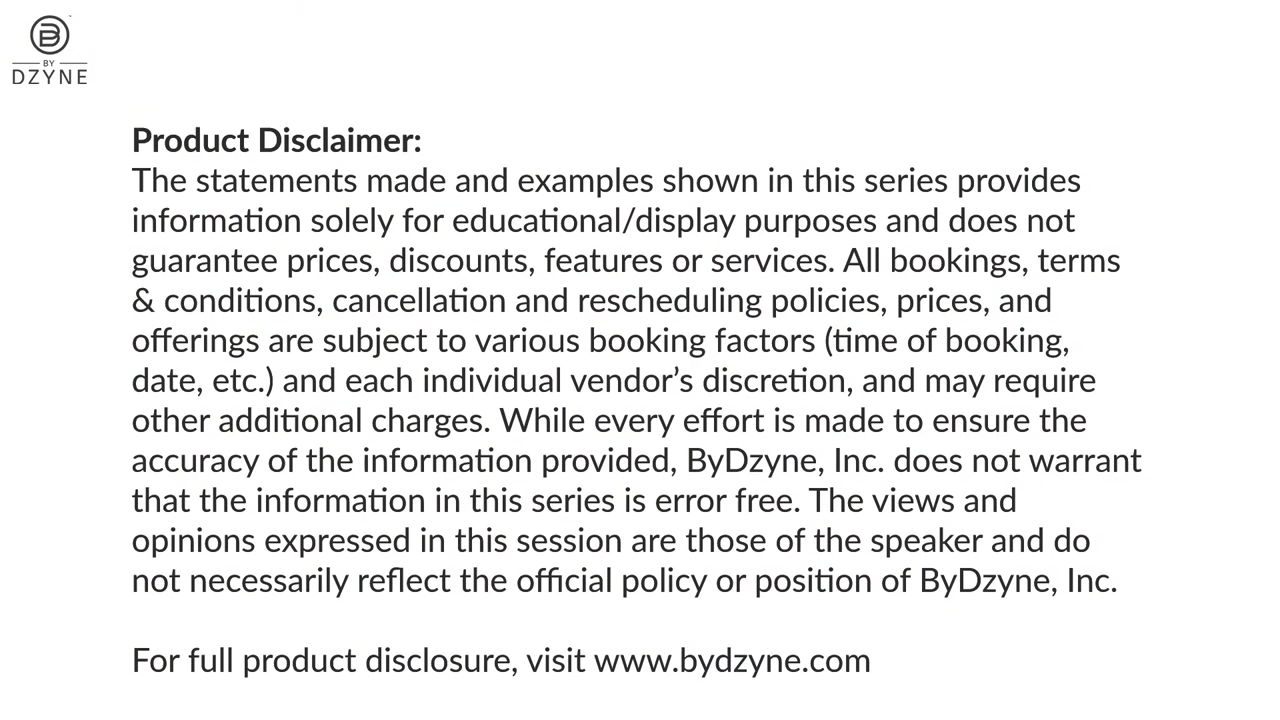 B
BY
DZYNE
Product Disclaimer:
The statements made and examples shown in this series provides
information solely for educational/display purposes and does not
guarantee prices, discounts, features or services. All bookings, terms
& conditions, cancellation and rescheduling policies, prices, and
offerings are subject to various booking factors (time of booking,
date, etc.) and each individual vendor’s discretion, and may require
other additional charges. While every effort is made to ensure the
accuracy of the information provided, ByDzyne, Inc. does not warrant
that the information in this series is error free. The views and
opinions expressed in this session are those of the speaker and do
not necessarily reflect the official policy or position of ByDzyne, Inc.
For full product disclosure, visit www.bydzyne.com